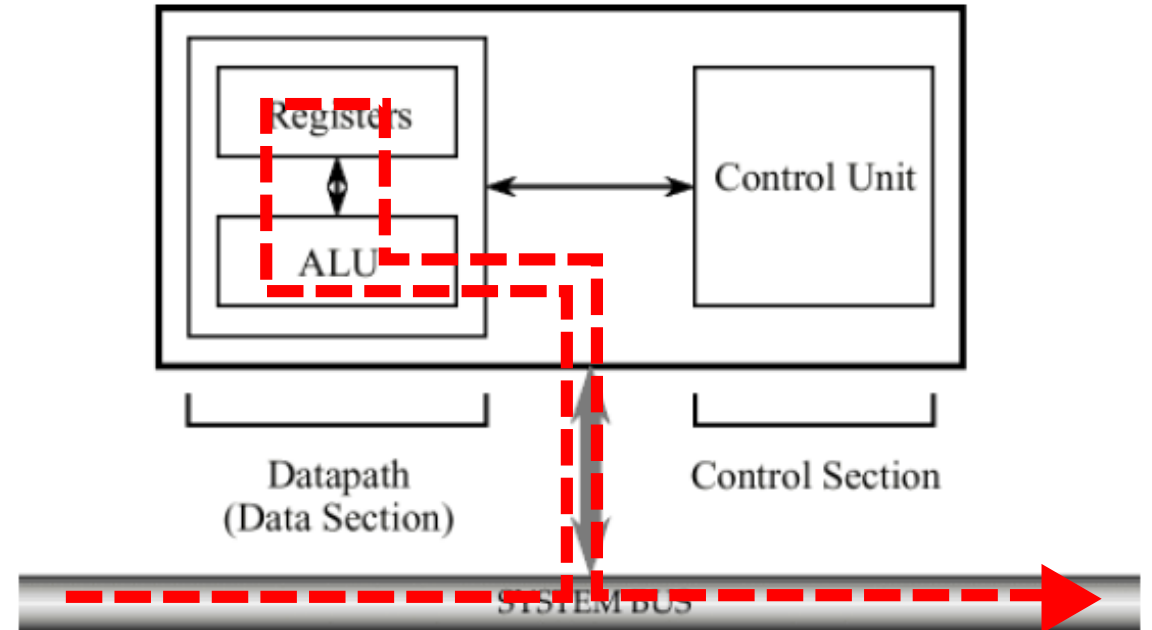 Registers
ALU
Control Unit
Datapath
(Data Section)
Control Section
SYSTEM BUS